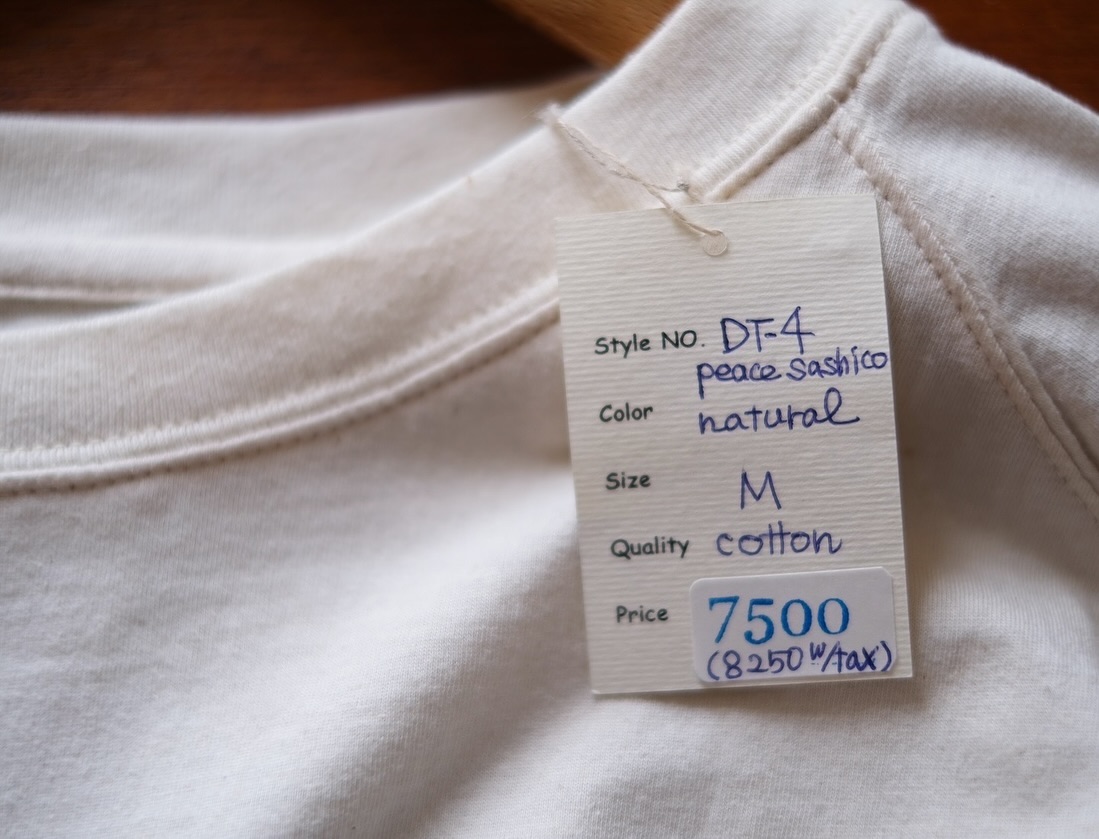 Style NO. DT-4
peace sashico
Color natural
Size M
Quality cotton
Price 7500
(8250 w/tax)